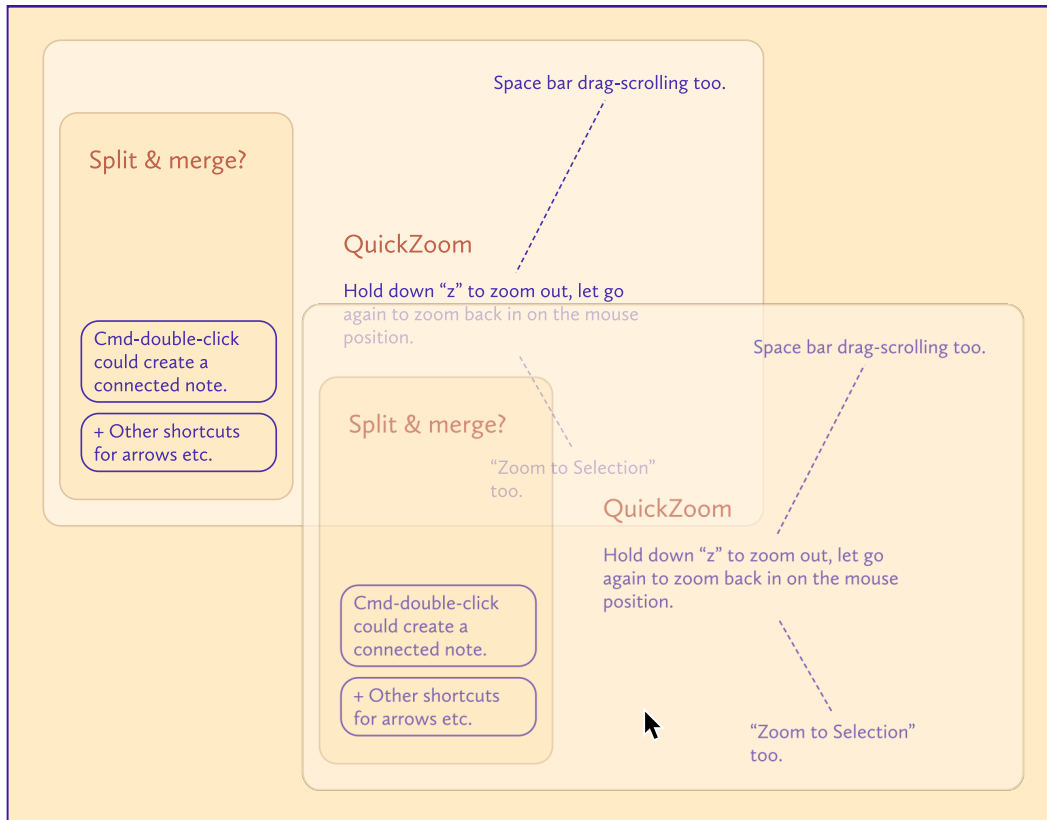 Space bar drag-scrolling too.
Split & merge?
QuickZoom
Hold down “z” to zoom out, let go
again to zoom back in on the mouse
position.
Cmd-double-click
could create a
connected note.
+ Other shortcuts
for arrows etc.
“Zoom to Selection”
too.
Space bar drag-scrolling too.
Split & merge?
QuickZoom
Hold down “z” to zoom out, let go
again to zoom back in on the mouse
position.
Cmd-double-click
could create a
connected note.
+ Other shortcuts
for arrows etc.
“Zoom to Selection”
too.